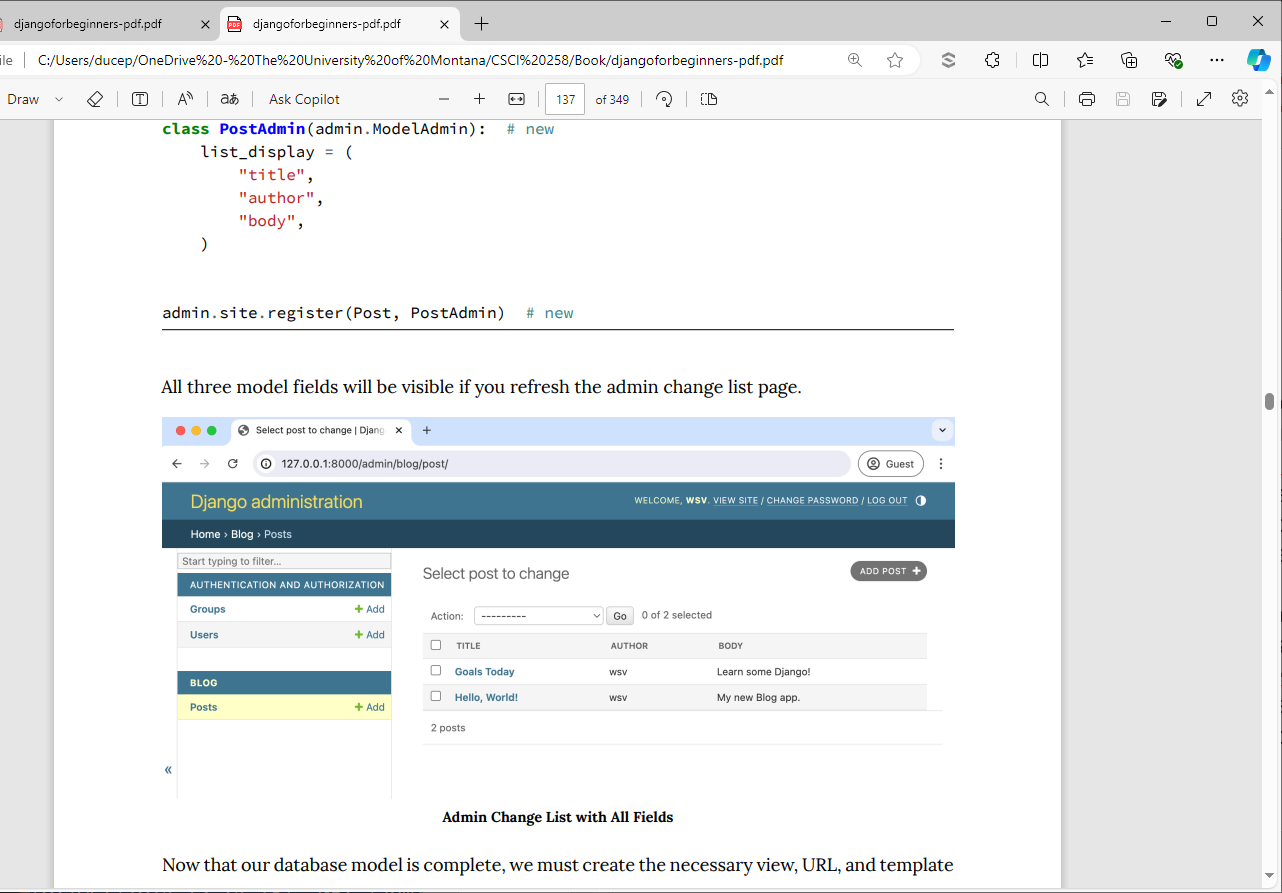 djangoforbeginners-pdf.pdf
djangoforbeginners-pdf.pdf
ile C:/Users/ducep/OneDrive%20-%20The%20University%20of%20Montana/CSCI%20258/Book/djangoforbeginners-pdf.pdf
Draw Ask Copilot 137 of 349
class PostAdmin(admin.ModelAdmin):  # new
    list_display = (
        "title",
        "author",
        "body",
    )
admin.site.register(Post, PostAdmin)  # new
All three model fields will be visible if you refresh the admin change list page.
Select post to change | Djang
127.0.0.1:8000/admin/blog/post/ Guest
Django administration WELCOME, WSV. VIEW SITE / CHANGE PASSWORD / LOG OUT
Home › Blog › Posts
Start typing to filter...
AUTHENTICATION AND AUTHORIZATION
Groups + Add
Users + Add
BLOG
Posts + Add
«
Select post to change ADD POST +
Action: --------- Go 0 of 2 selected
TITLE AUTHOR BODY
Goals Today wsv Learn some Django!
Hello, World! wsv My new Blog app.
2 posts
Admin Change List with All Fields
Now that our database model is complete, we must create the necessary view, URL, and template